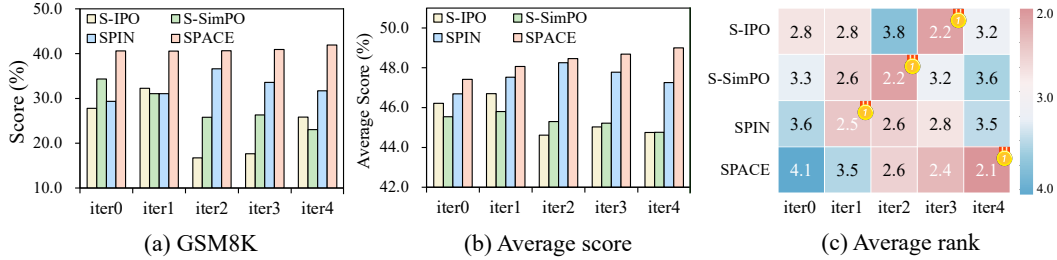 50.0
40.0
30.0
20.0
10.0
Score (%)
S-IPO S-SimPO
SPIN SPACE
iter0 iter1 iter2 iter3 iter4
(a) GSM8K
50.0
48.0
46.0
44.0
42.0
Average Score (%)
S-IPO S-SimPO
SPIN SPACE
iter0 iter1 iter2 iter3 iter4
(b) Average score
S-IPO 2.8 2.8 3.8 2.2 3.2
S-SimPO 3.3 2.6 2.2 3.2 3.6
SPIN 3.6 2.5 2.6 2.8 3.5
SPACE 4.1 3.5 2.6 2.4 2.1
iter0 iter1 iter2 iter3 iter4
2.0
3.0
4.0
1
1
1
1
(c) Average rank